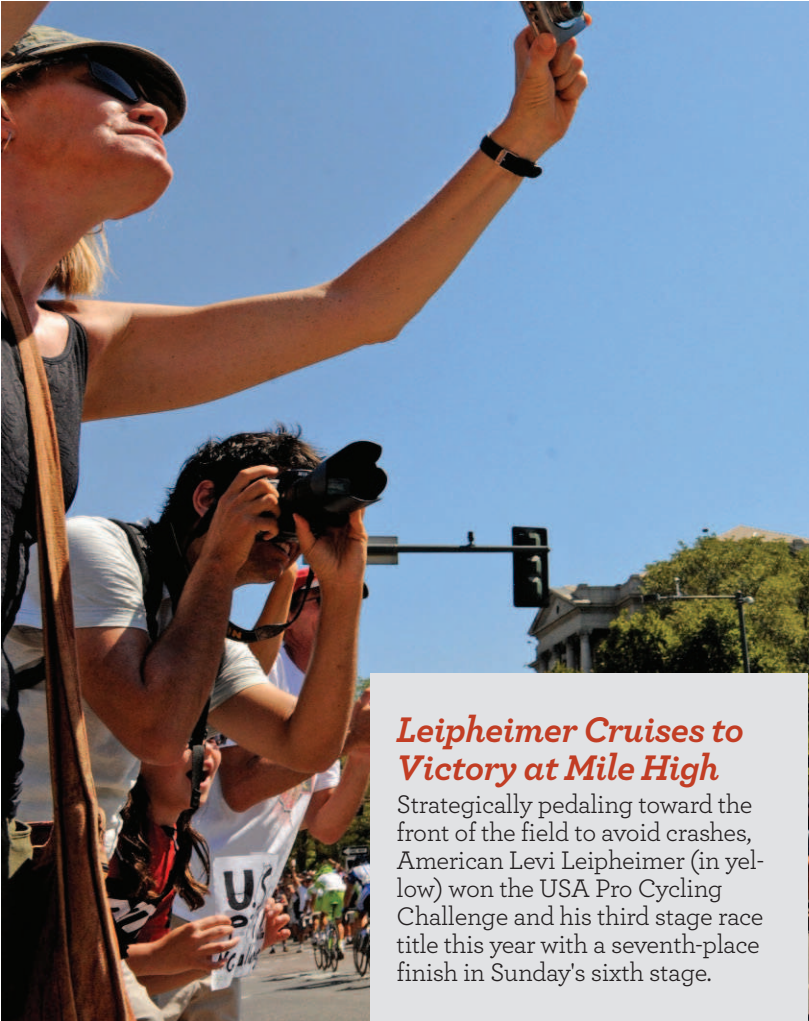 U.S
Leipheimer Cruises to
Victory at Mile High
Strategically pedaling toward the
front of the field to avoid crashes,
American Levi Leipheimer (in yel-
low) won the USA Pro Cycling
Challenge and his third stage race
title this year with a seventh-place
finish in Sunday's sixth stage.